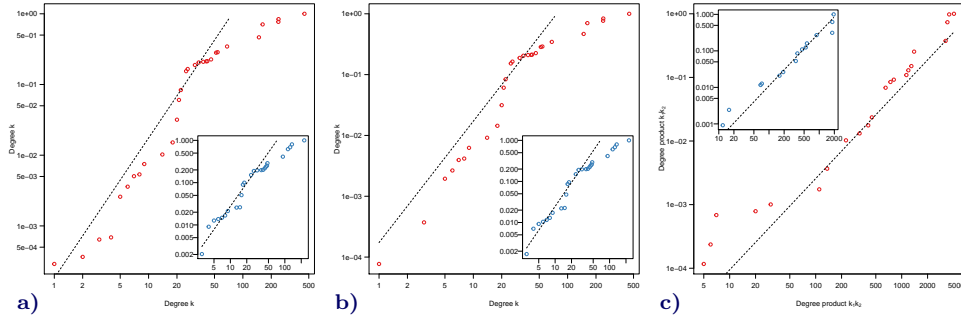 1e+00
5e−01
1e−01
5e−02
1e−02
5e−03
1e−03
5e−04
Degree k
1 2 5 10 20 50 100 200 500
Degree k
1.000
0.500
0.200
0.100
0.050
0.020
0.010
0.005
0.002
5 10 20 50 100
a)
1e+00
1e−01
1e−02
1e−03
1e−04
Degree k
1 2 5 10 20 50 100 200 500
Degree k
1.000
0.500
0.200
0.100
0.050
0.020
0.010
0.005
0.002
5 10 20 50 100
b)
1e+00
1e−01
1e−02
1e−03
1e−04
Degree product k₁k₂
5 10 20 50 100 200 500 2000 5000
Degree product k₁k₂
1.000
0.500
0.100
0.050
0.010
0.005
0.001
10 20 50 200 500 2000
c)